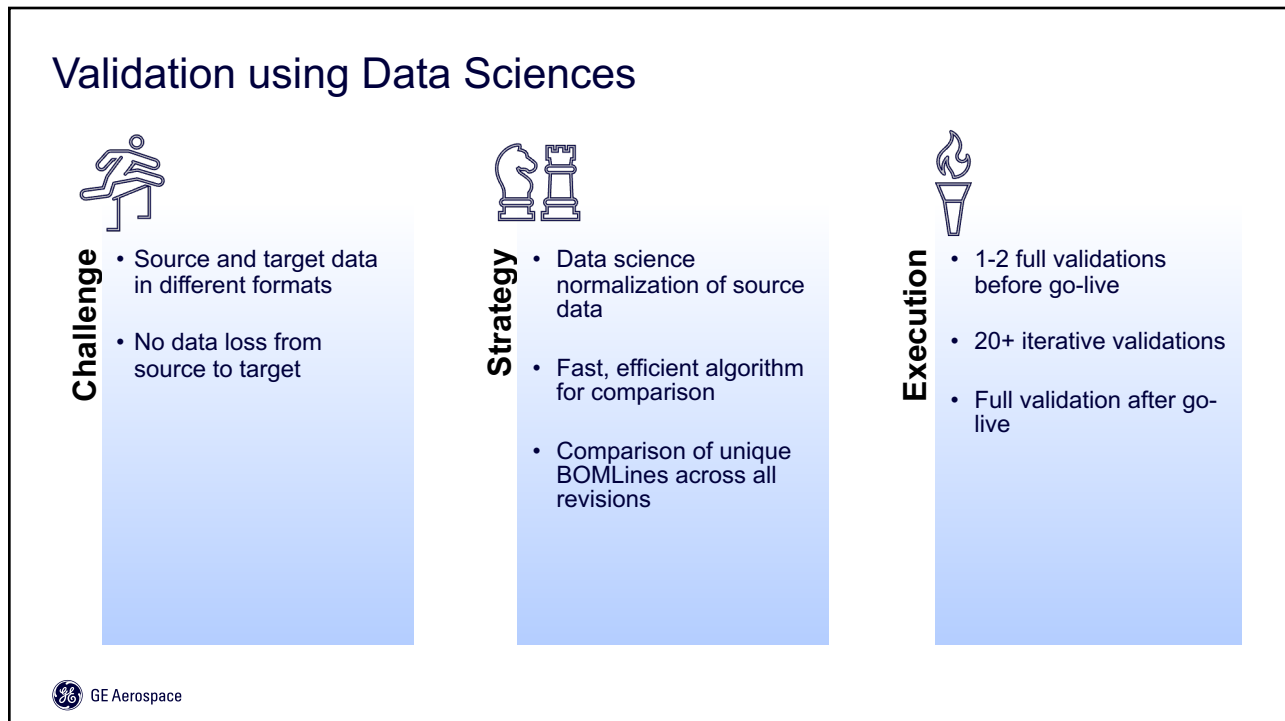 Validation using Data Sciences
Challenge
• Source and target data
in different formats
• No data loss from
source to target
Strategy
• Data science
normalization of source
data
• Fast, efficient algorithm
for comparison
• Comparison of unique
BOMLines across all
revisions
Execution
• 1-2 full validations
before go-live
• 20+ iterative validations
• Full validation after go-
live
GE Aerospace